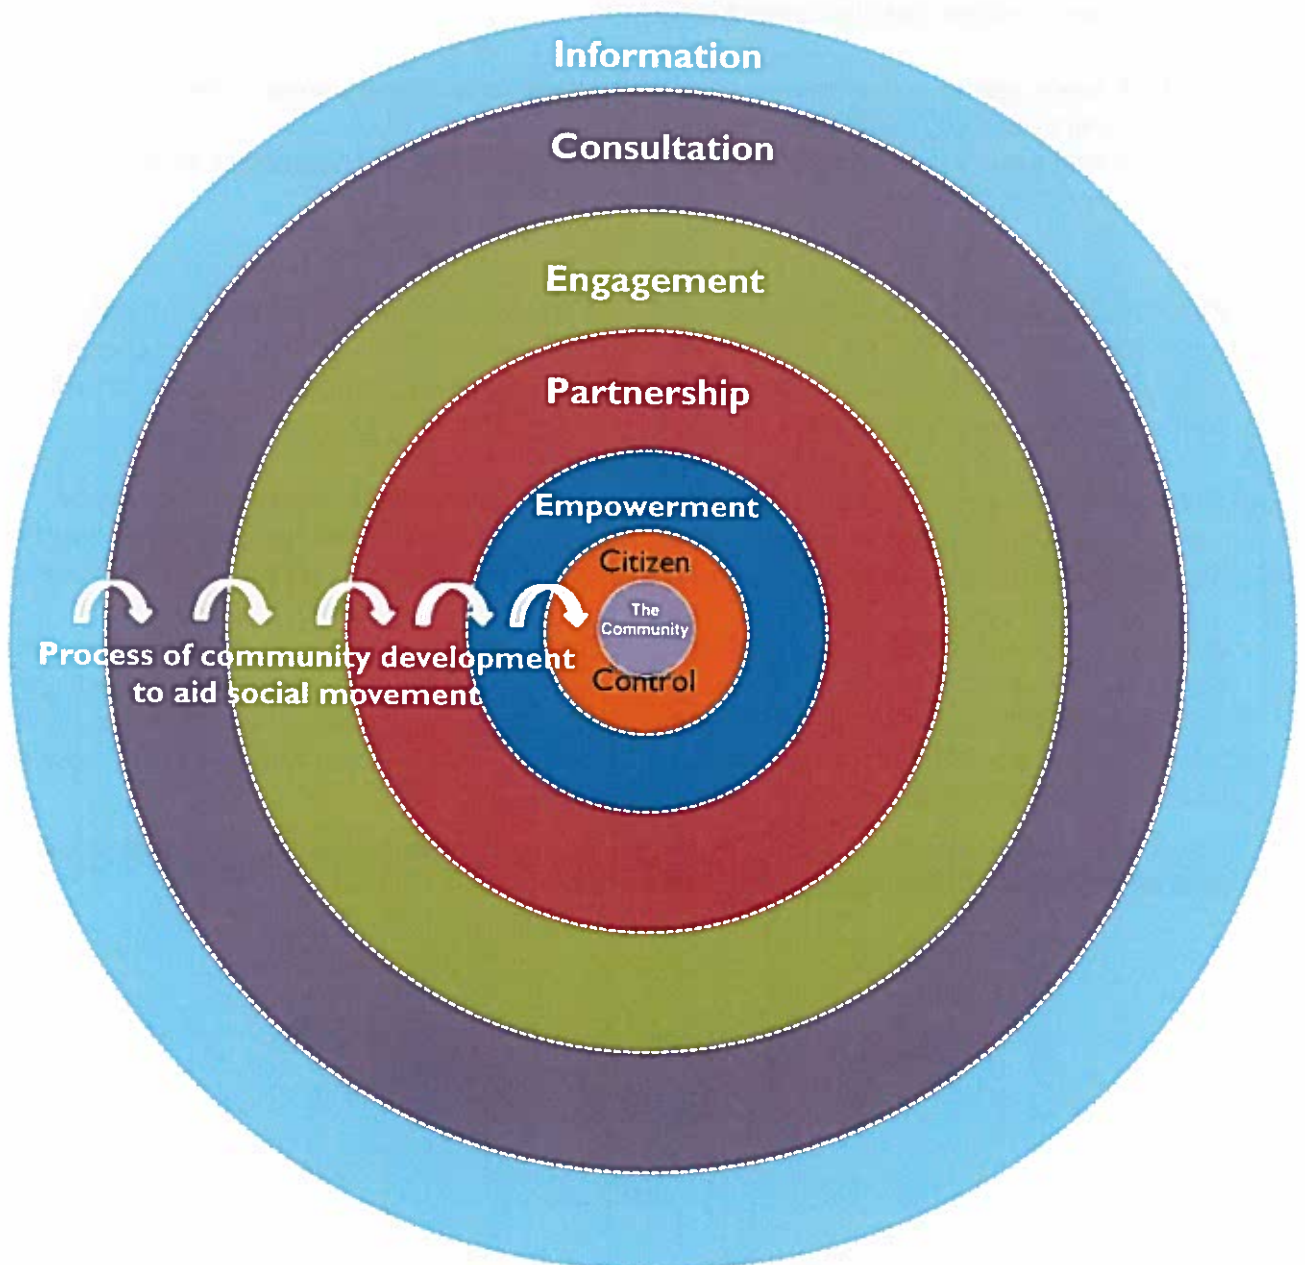 Information
Consultation
Engagement
Partnership
Empowerment
Citizen
The
Community
Control
Process of community development
to aid social movement